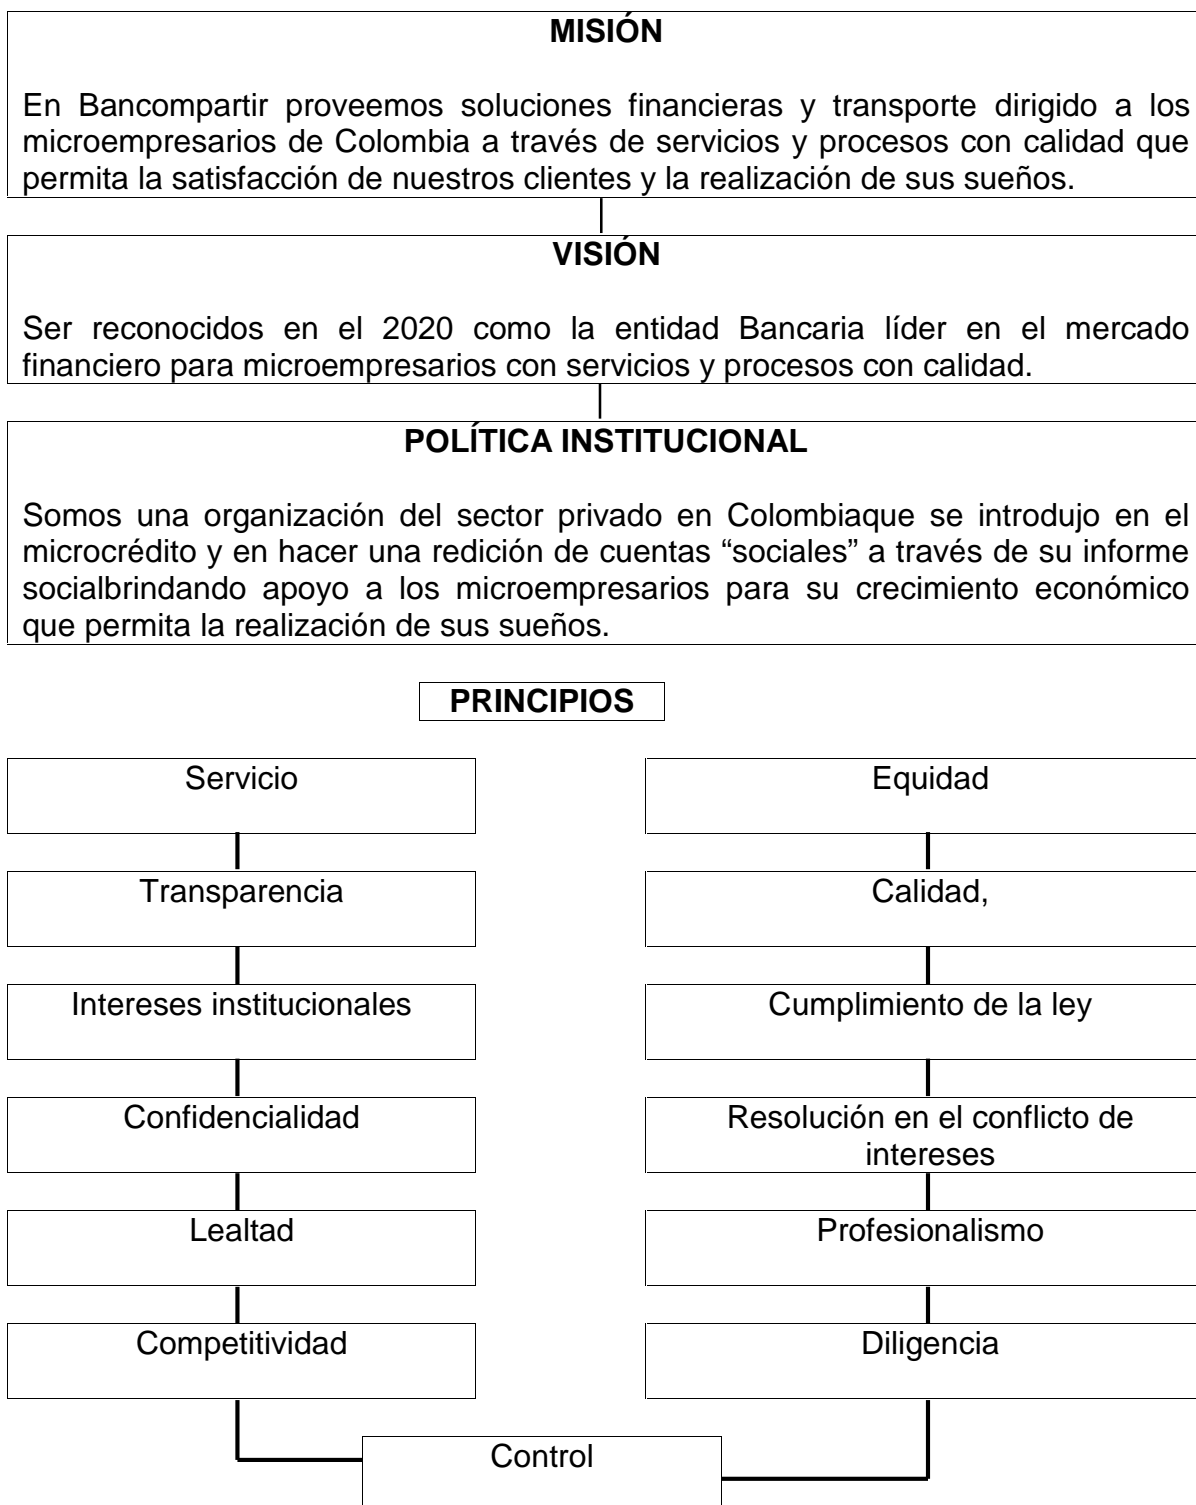 MISIÓN
En Bancompartir proveemos soluciones financieras y transporte dirigido a los
microempresarios de Colombia a través de servicios y procesos con calidad que
permita la satisfacción de nuestros clientes y la realización de sus sueños.
VISIÓN
Ser reconocidos en el 2020 como la entidad Bancaria líder en el mercado
financiero para microempresarios con servicios y procesos con calidad.
POLÍTICA INSTITUCIONAL
Somos una organización del sector privado en Colombiaque se introdujo en el
microcrédito y en hacer una redición de cuentas “sociales” a través de su informe
socialbrindando apoyo a los microempresarios para su crecimiento económico
que permita la realización de sus sueños.
PRINCIPIOS
Servicio
Equidad
Transparencia
Calidad,
Intereses institucionales
Cumplimiento de la ley
Confidencialidad
Resolución en el conflicto de
intereses
Lealtad
Profesionalismo
Competitividad
Diligencia
Control